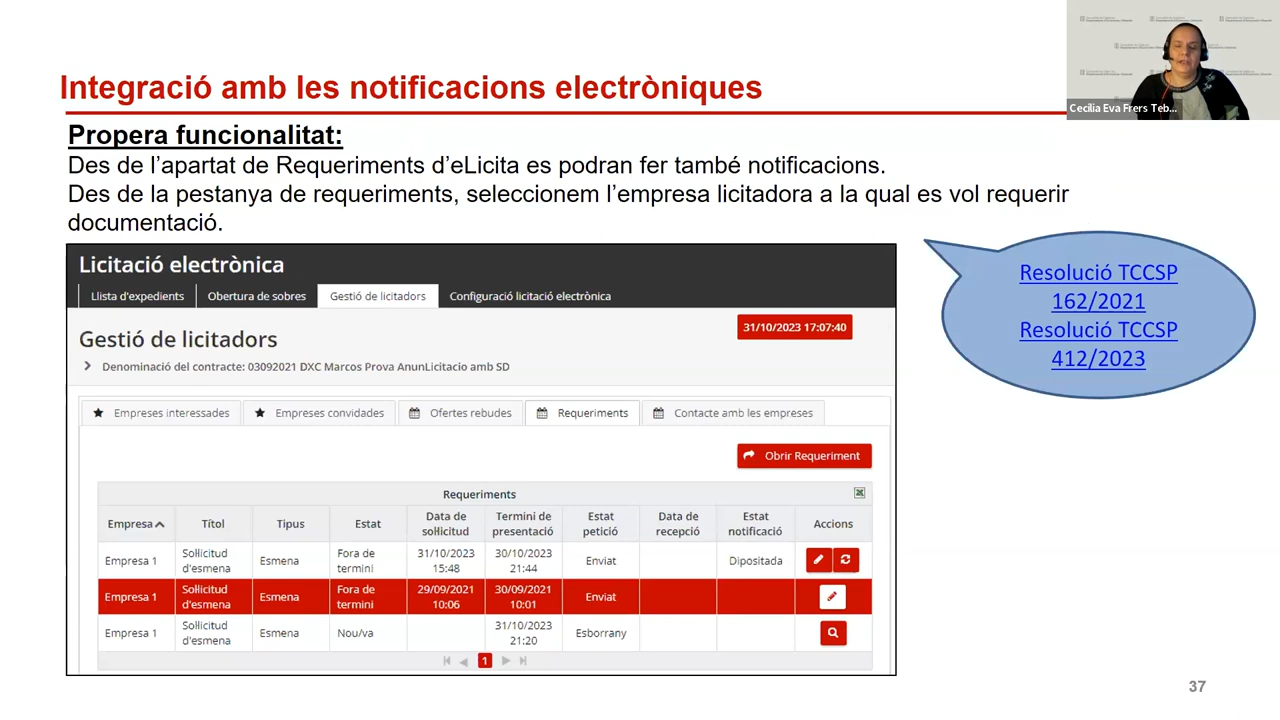 Integració amb les notificacions electròniques
Cecilia Eva Frers Teb...
Propera funcionalitat:
Des de l’apartat de Requeriments d’eLicita es podran fer també notificacions.
Des de la pestanya de requeriments, seleccionem l’empresa licitadora a la qual es vol requerir
documentació.
Licitació electrònica
Llista d'expedients Obertura de sobres Gestió de licitadors Configuració licitació electrònica
31/10/2023 17:07:40
Gestió de licitadors
Denominació del contracte: 03092021 DXC Marcos Prova AnunLicitacio amb SD
Empreses interessades Empreses convidades Ofertes rebudes Requeriments Contacte amb les empreses
Obrir Requeriment
Requeriments
Empresa Títol Tipus Estat Data de sol·licitud Termini de presentació Estat petició Data de recepció Estat notificació Accions
Empresa 1 Sol·licitud d'esmena Esmena Fora de termini 31/10/2023 15:48 30/10/2023 21:44 Enviat Dipositada
Empresa 1 Sol·licitud d'esmena Esmena Fora de termini 29/09/2021 10:06 30/09/2021 10:01 Enviat
Empresa 1 Sol·licitud d'esmena Esmena Nou/va 31/10/2023 21:20 Esborrany
1
Resolució TCCSP
162/2021
Resolució TCCSP
412/2023
37